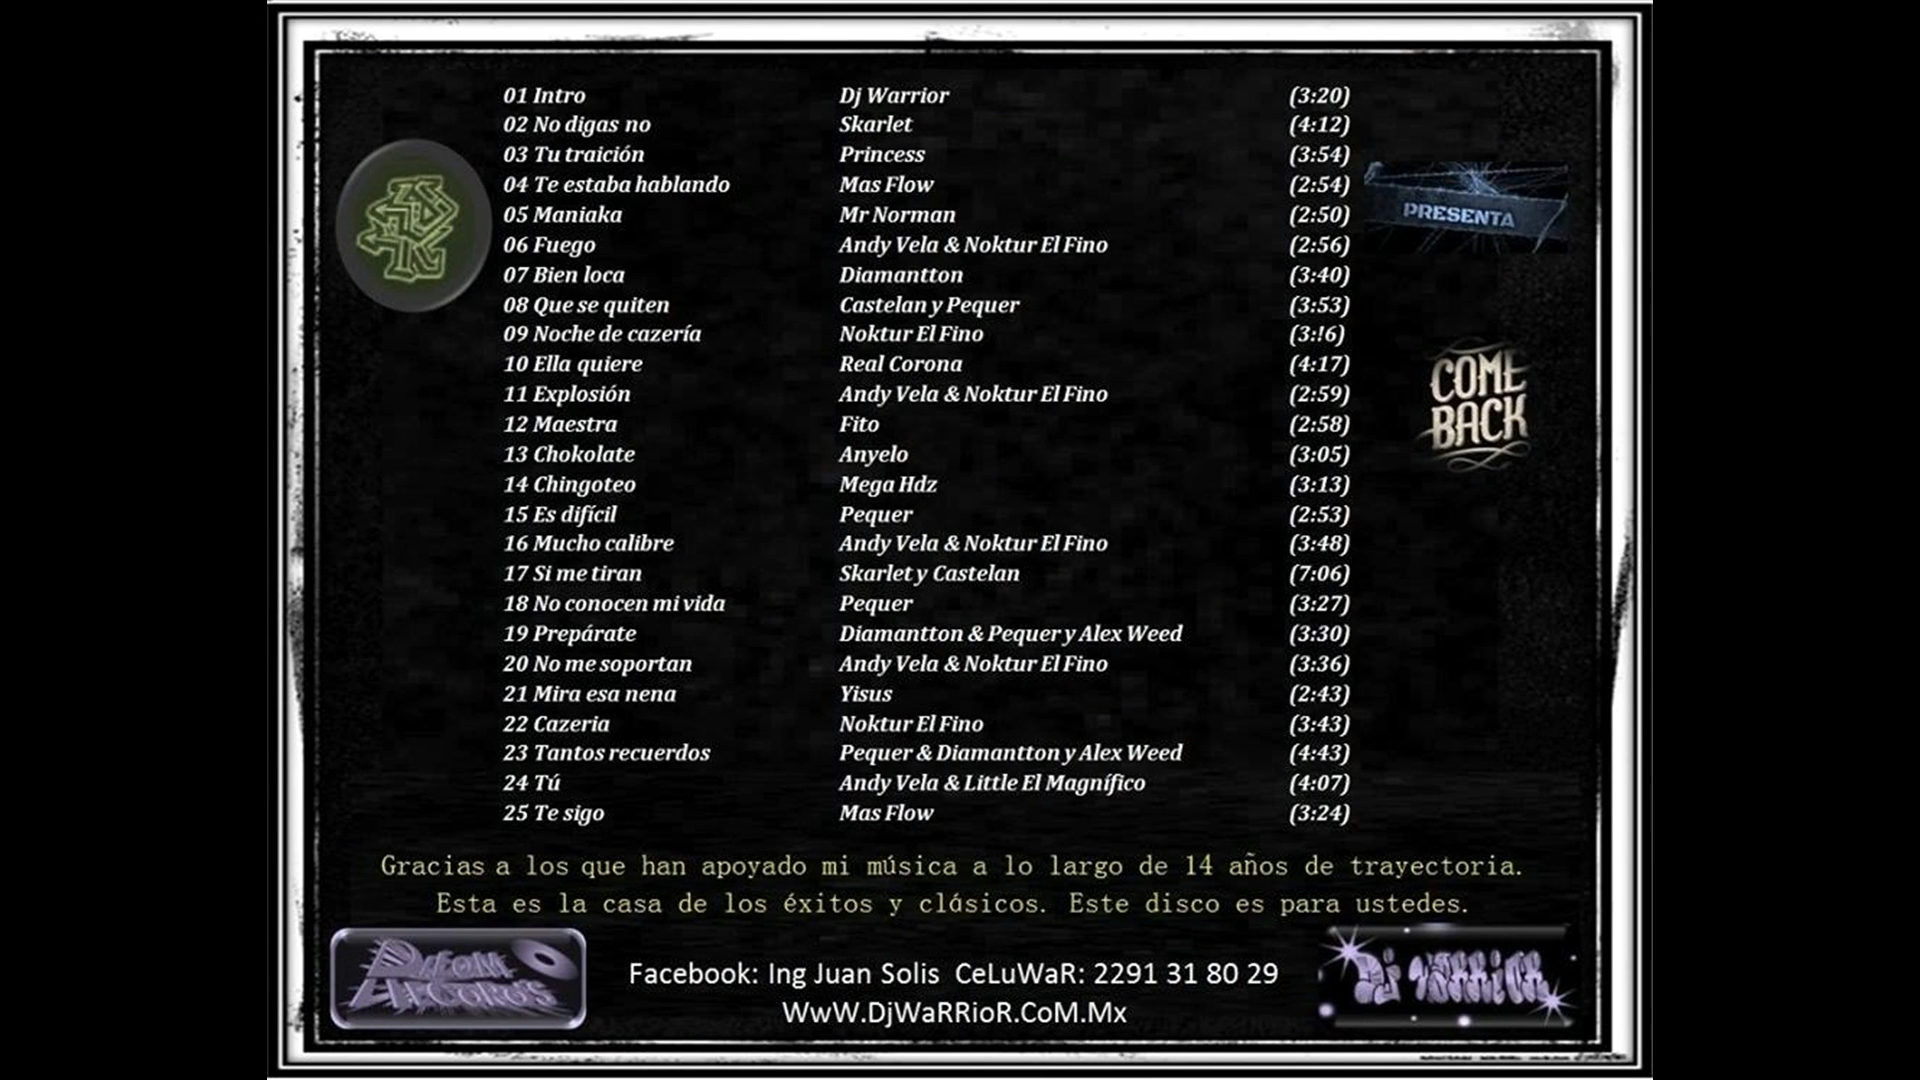 01 Intro Dj Warrior (3:20)
02 No digas no Skarlet (4:12)
03 Tu traición Princess (3:54)
04 Te estaba hablando Mas Flow (2:54)
05 Maniaka Mr Norman (2:50)
06 Fuego Andy Vela & Noktur El Fino (2:56)
07 Bien loca Diamantton (3:40)
08 Que se quiten Castelan y Pequer (3:53)
09 Noche de cazería Noktur El Fino (3:!6)
10 Ella quiere Real Corona (4:17)
11 Explosión Andy Vela & Noktur El Fino (2:59)
12 Maestra Fito (2:58)
13 Chokolate Anyelo (3:05)
14 Chingoteo Mega Hdz (3:13)
15 Es difícil Pequer (2:53)
16 Mucho calibre Andy Vela & Noktur El Fino (3:48)
17 Si me tiran Skarlet y Castelan (7:06)
18 No conocen mi vida Pequer (3:27)
19 Prepárate Diamantton & Pequer y Alex Weed (3:30)
20 No me soportan Andy Vela & Noktur El Fino (3:36)
21 Mira esa nena Yisus (2:43)
22 Cazeria Noktur El Fino (3:43)
23 Tantos recuerdos Pequer & Diamantton y Alex Weed (4:43)
24 Tú Andy Vela & Little El Magnífico (4:07)
25 Te sigo Mas Flow (3:24)
PRESENTA
COME
BACK
Gracias a los que han apoyado mi música a lo largo de 14 años de trayectoria.
Esta es la casa de los éxitos y clásicos. Este disco es para ustedes.
Facebook: Ing Juan Solis CeLuWaR: 2291 31 80 29
WwW.DjWaRRioR.CoM.Mx
Dj Warrior